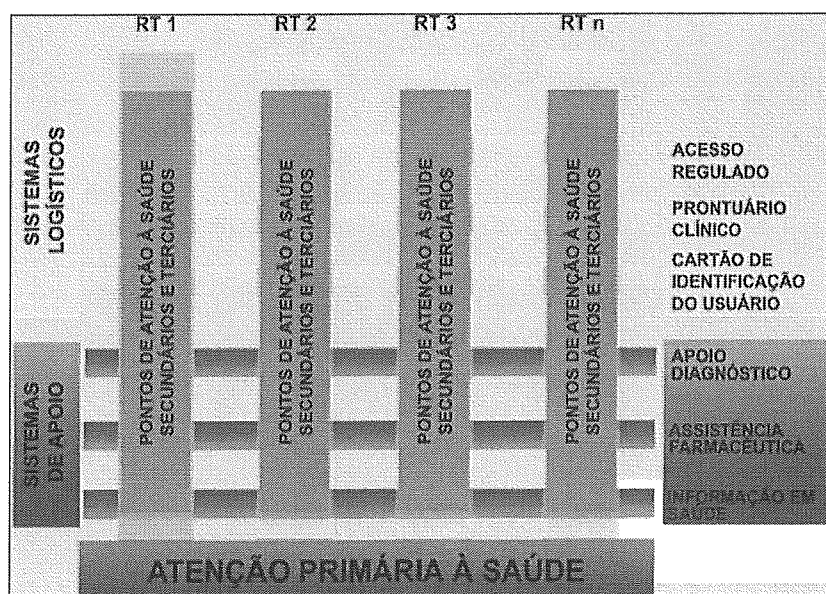 RT 1
RT 2
RT 3
RT n
SISTEMAS
LOGÍSTICOS
PONTOS DE ATENÇÃO À SAÚDE
SECUNDÁRIOS E TERCIÁRIOS
PONTOS DE ATENÇÃO À SAÚDE
SECUNDÁRIOS E TERCIÁRIOS
PONTOS DE ATENÇÃO À SAÚDE
SECUNDÁRIOS E TERCIÁRIOS
PONTOS DE ATENÇÃO À SAÚDE
SECUNDÁRIOS E TERCIÁRIOS
ACESSO
REGULADO
PRONTUÁRIO
CLÍNICO
CARTÃO DE
IDENTIFICAÇÃO
DO USUÁRIO
SISTEMAS
DE APOIO
APOIO
DIAGNÓSTICO
ASSISTÊNCIA
FARMACÊUTICA
INFORMAÇÃO EM
SAÚDE
ATENÇÃO PRIMÁRIA À SAÚDE